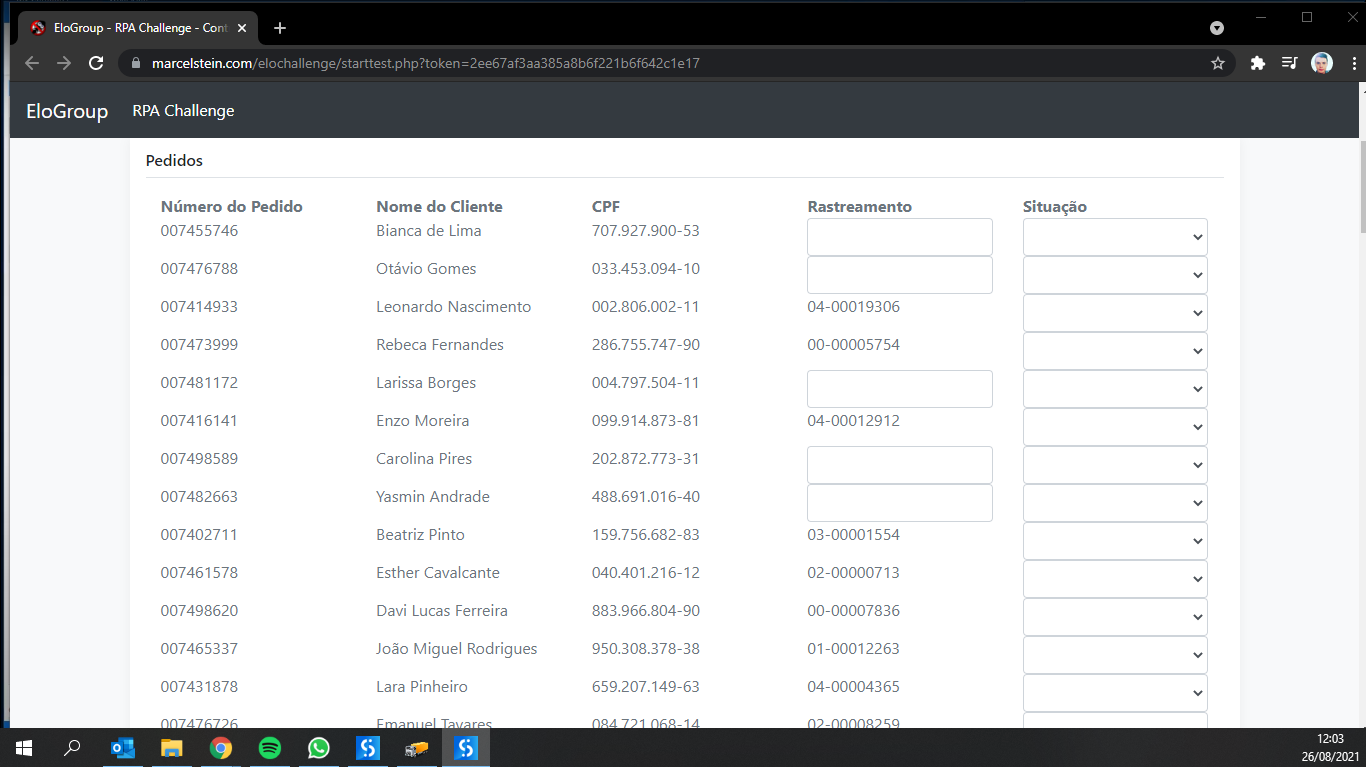 EloGroup - RPA Challenge - Cont
marcelstein.com/elochallenge/starttest.php?token=2ee67af3aa385a8b6f221b6f642c1e17
EloGroup RPA Challenge
Pedidos
Número do Pedido Nome do Cliente CPF Rastreamento Situação
007455746 Bianca de Lima 707.927.900-53
007476788 Otávio Gomes 033.453.094-10
007414933 Leonardo Nascimento 002.806.002-11 04-00019306
007473999 Rebeca Fernandes 286.755.747-90 00-00005754
007481172 Larissa Borges 004.797.504-11
007416141 Enzo Moreira 099.914.873-81 04-00012912
007498589 Carolina Pires 202.872.773-31
007482663 Yasmin Andrade 488.691.016-40
007402711 Beatriz Pinto 159.756.682-83 03-00001554
007461578 Esther Cavalcante 040.401.216-12 02-00000713
007498620 Davi Lucas Ferreira 883.966.804-90 00-00007836
007465337 João Miguel Rodrigues 950.308.378-38 01-00012263
007431878 Lara Pinheiro 659.207.149-63 04-00004365
007476726 Emanuel Tavares 084.721.068-14 02-00008259
12:03
26/08/2021